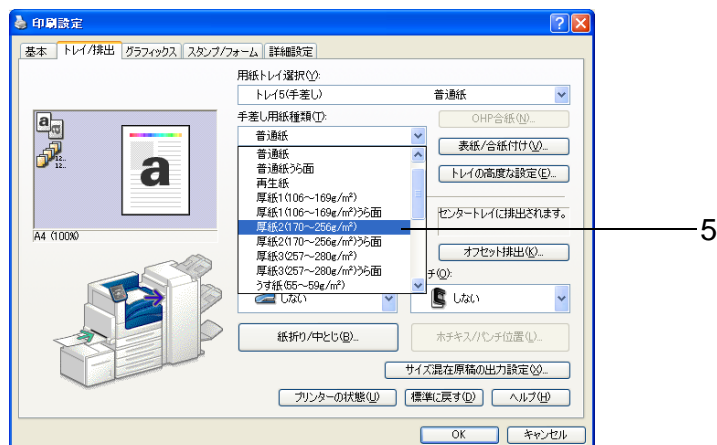 印刷設定
基本 トレイ/排出 グラフィックス スタンプ/フォーム 詳細設定
用紙トレイ選択(Y):
トレイ5(手差し) 普通紙
手差し用紙種類(T):
OHP合紙(N)...
普通紙
表紙/合紙付け(V)...
普通紙
普通紙うら面
トレイの高度な設定(E)...
再生紙
厚紙1(106～169g/m²)
厚紙1(106～169g/m²)うら面
センタートレイに排出されます。
厚紙2(170～256g/m²)
5
厚紙2(170～256g/m²)うら面
A4 (100%)
厚紙3(257～280g/m²)
オフセット排出(K)...
厚紙3(257～280g/m²)うら面
チ(O):
うす紙(55～59g/m²)
しない しない
紙折り/中とじ(B)... ホチキス/パンチ位置(L)...
サイズ混在原稿の出力設定(X)...
プリンターの状態(U) 標準に戻す(D) ヘルプ(H)
OK キャンセル
a
12..
12..
a